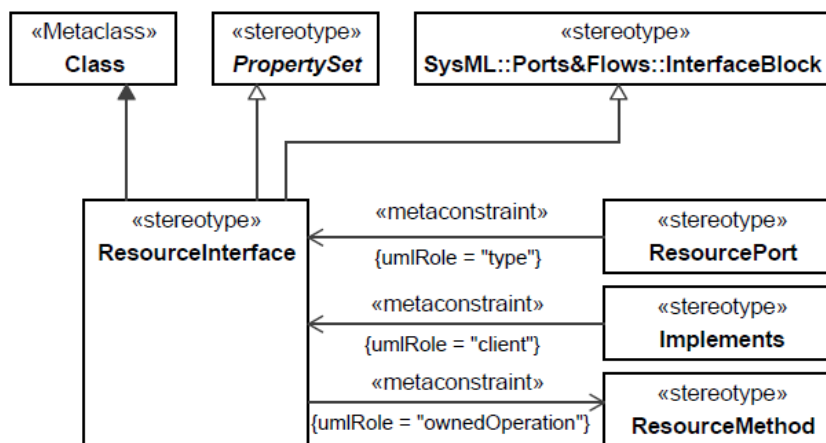 «Metaclass»
Class
«stereotype»
PropertySet
«stereotype»
SysML::Ports&Flows::InterfaceBlock
«stereotype»
ResourceInterface
«metaconstraint»
{umlRole = "type"}
«stereotype»
ResourcePort
«metaconstraint»
{umlRole = "client"}
«stereotype»
Implements
«metaconstraint»
{umlRole = "ownedOperation"}
«stereotype»
ResourceMethod